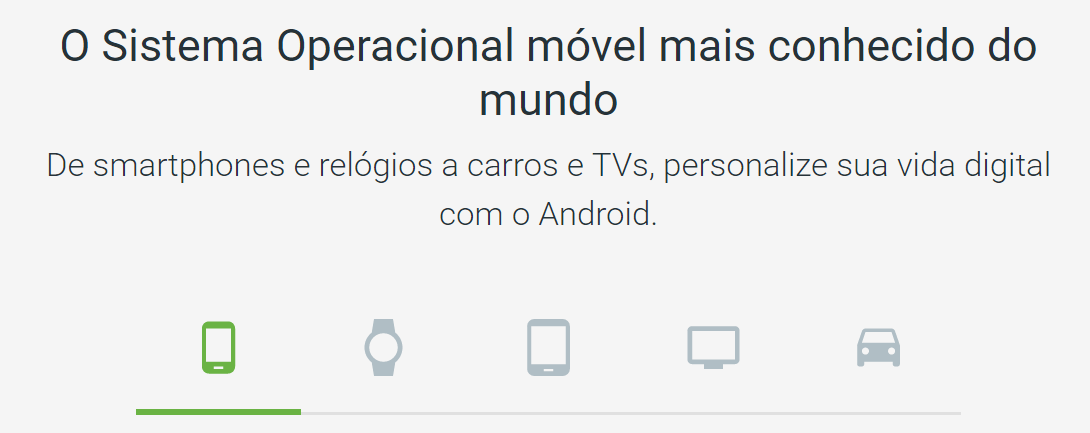 O Sistema Operacional móvel mais conhecido do
mundo
De smartphones e relógios a carros e TVs, personalize sua vida digital
com o Android.